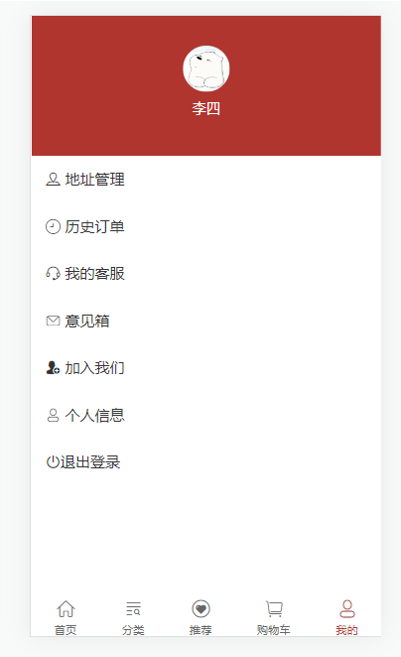 李四
地址管理
历史订单
我的客服
意见箱
加入我们
个人信息
退出登录
首页 分类 推荐 购物车 我的